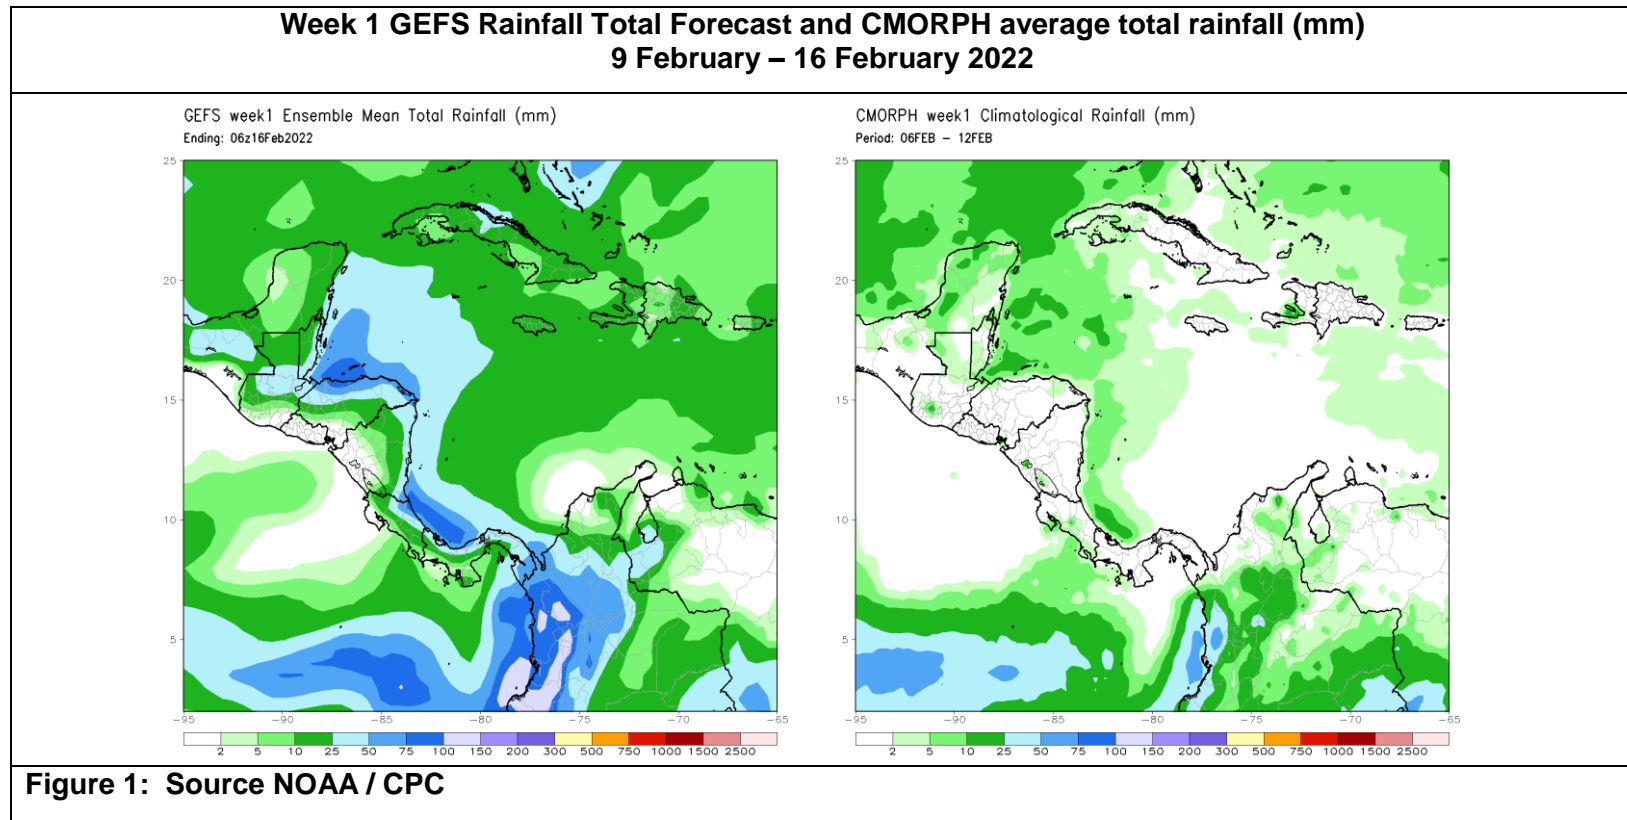 Week 1 GEFS Rainfall Total Forecast and CMORPH average total rainfall (mm)
9 February – 16 February 2022
GEFS week1 Ensemble Mean Total Rainfall (mm)
Ending: 06z16Feb2022
25
20
15
10
5
-95 -90 -85 -80 -75 -70 -65
2 5 10 25 50 75 100 150 200 300 500 750 1000 1500 2500
CMORPH week1 Climatological Rainfall (mm)
Period: 06FEB – 12FEB
25
20
15
10
5
-95 -90 -85 -80 -75 -70 -65
2 5 10 25 50 75 100 150 200 300 500 750 1000 1500 2500
Figure 1: Source NOAA / CPC